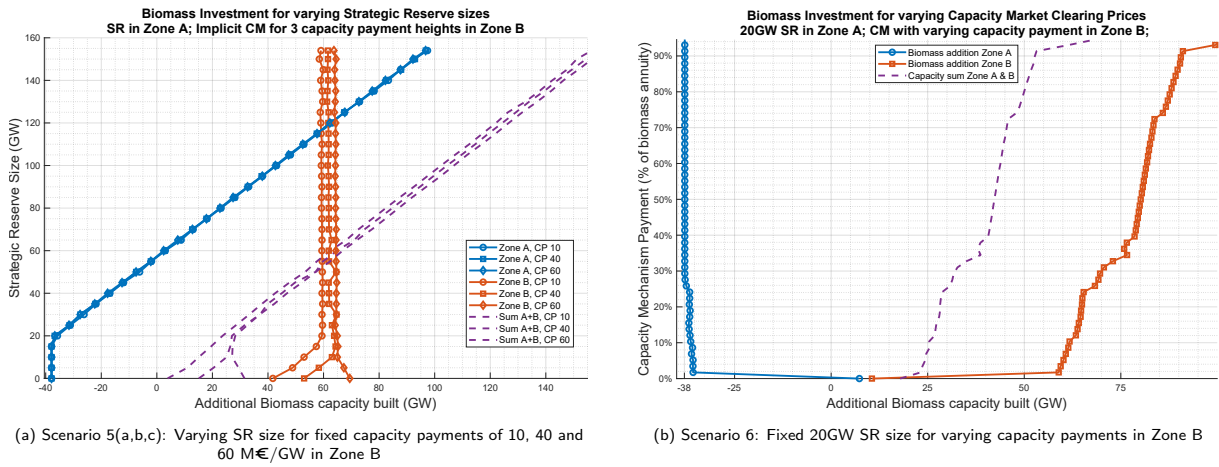 Biomass Investment for varying Strategic Reserve sizes
SR in Zone A; Implicit CM for 3 capacity payment heights in Zone B
160
140
120
100
80
60
40
20
0
Strategic Reserve Size (GW)
Zone A, CP 10
Zone A, CP 40
Zone A, CP 60
Zone B, CP 10
Zone B, CP 40
Zone B, CP 60
Sum A+B, CP 10
Sum A+B, CP 40
Sum A+B, CP 60
-40 -20 0 20 40 60 80 100 120 140
Additional Biomass capacity built (GW)
(a) Scenario 5(a,b,c): Varying SR size for fixed capacity payments of 10, 40 and
60 M€/GW in Zone B
Biomass Investment for varying Capacity Market Clearing Prices
20GW SR in Zone A; CM with varying capacity payment in Zone B;
90%
80%
70%
60%
50%
40%
30%
20%
10%
0%
Capacity Mechanism Payment (% of biomass annuity)
Biomass addition Zone A
Biomass addition Zone B
Capacity sum Zone A & B
-38 -25 0 25 50 75
Additional Biomass capacity built (GW)
(b) Scenario 6: Fixed 20GW SR size for varying capacity payments in Zone B